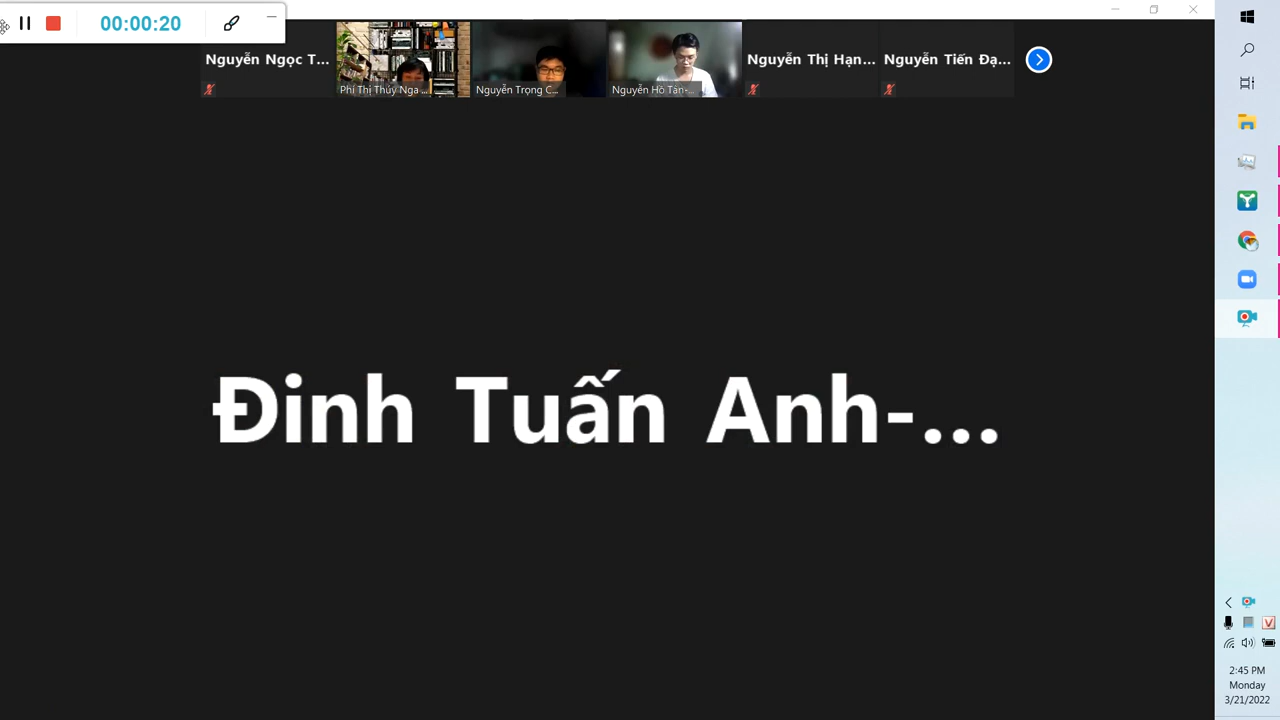 00:00:20
Nguyễn Ngọc T...
Phí Thị Thúy Nga ...
Nguyễn Trọng C...
Nguyễn Hồ Tân-...
Nguyễn Thị Hạn...
Nguyễn Tiến Đạ...
Đinh Tuấn Anh-...
2:45 PM
Monday
3/21/2022